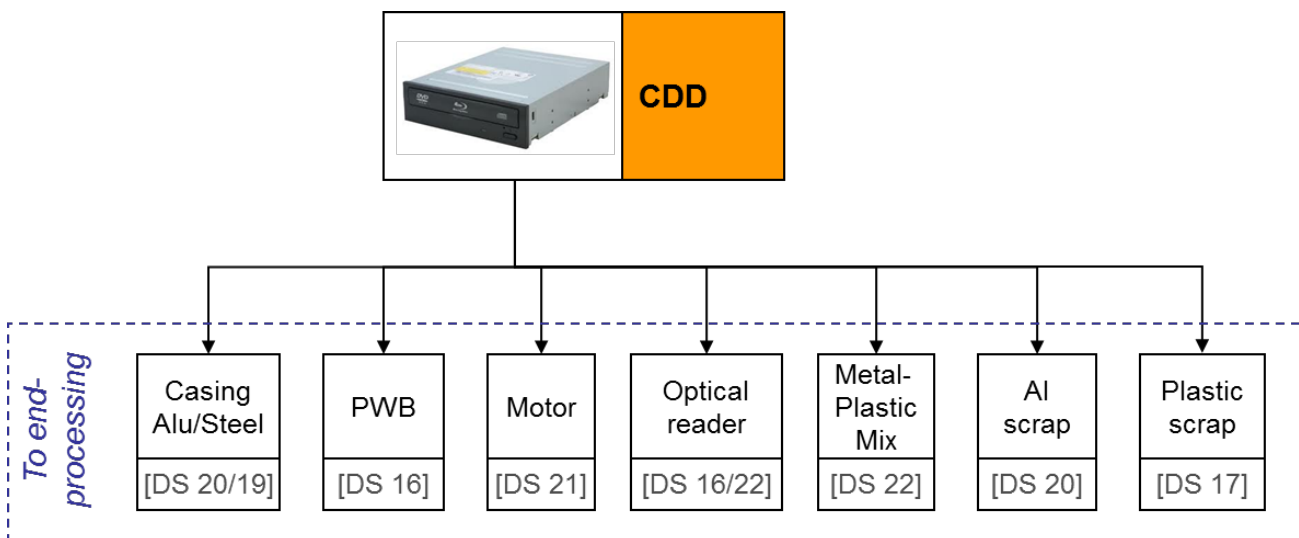 CDD
To end-
processing
Casing
Alu/Steel
[DS 20/19]
PWB
[DS 16]
Motor
[DS 21]
Optical
reader
[DS 16/22]
Metal-
Plastic
Mix
[DS 22]
Al
scrap
[DS 20]
Plastic
scrap
[DS 17]